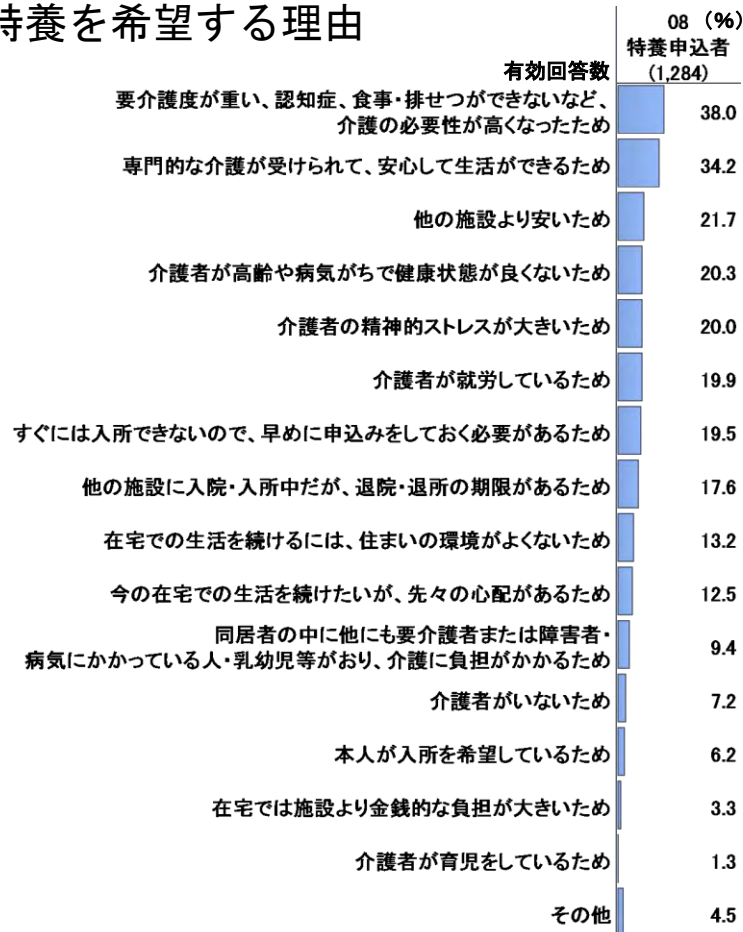 特養を希望する理由
08 (%)
特養申込者
有効回答数 (1,284)
要介護度が重い、認知症、食事・排せつができないなど、
介護の必要性が高くなったため 38.0
専門的な介護が受けられて、安心して生活ができるため 34.2
他の施設より安いため 21.7
介護者が高齢や病気がちで健康状態が良くないため 20.3
介護者の精神的ストレスが大きいため 20.0
介護者が就労しているため 19.9
すぐには入所できないので、早めに申込みをしておく必要があるため 19.5
他の施設に入院・入所中だが、退院・退所の期限があるため 17.6
在宅での生活を続けるには、住まいの環境がよくないため 13.2
今の在宅での生活を続けたいが、先々の心配があるため 12.5
同居者の中に他にも要介護者または障害者・
病気にかかっている人・乳幼児等がおり、介護に負担がかかるため 9.4
介護者がいないため 7.2
本人が入所を希望しているため 6.2
在宅では施設より金銭的な負担が大きいため 3.3
介護者が育児をしているため 1.3
その他 4.5